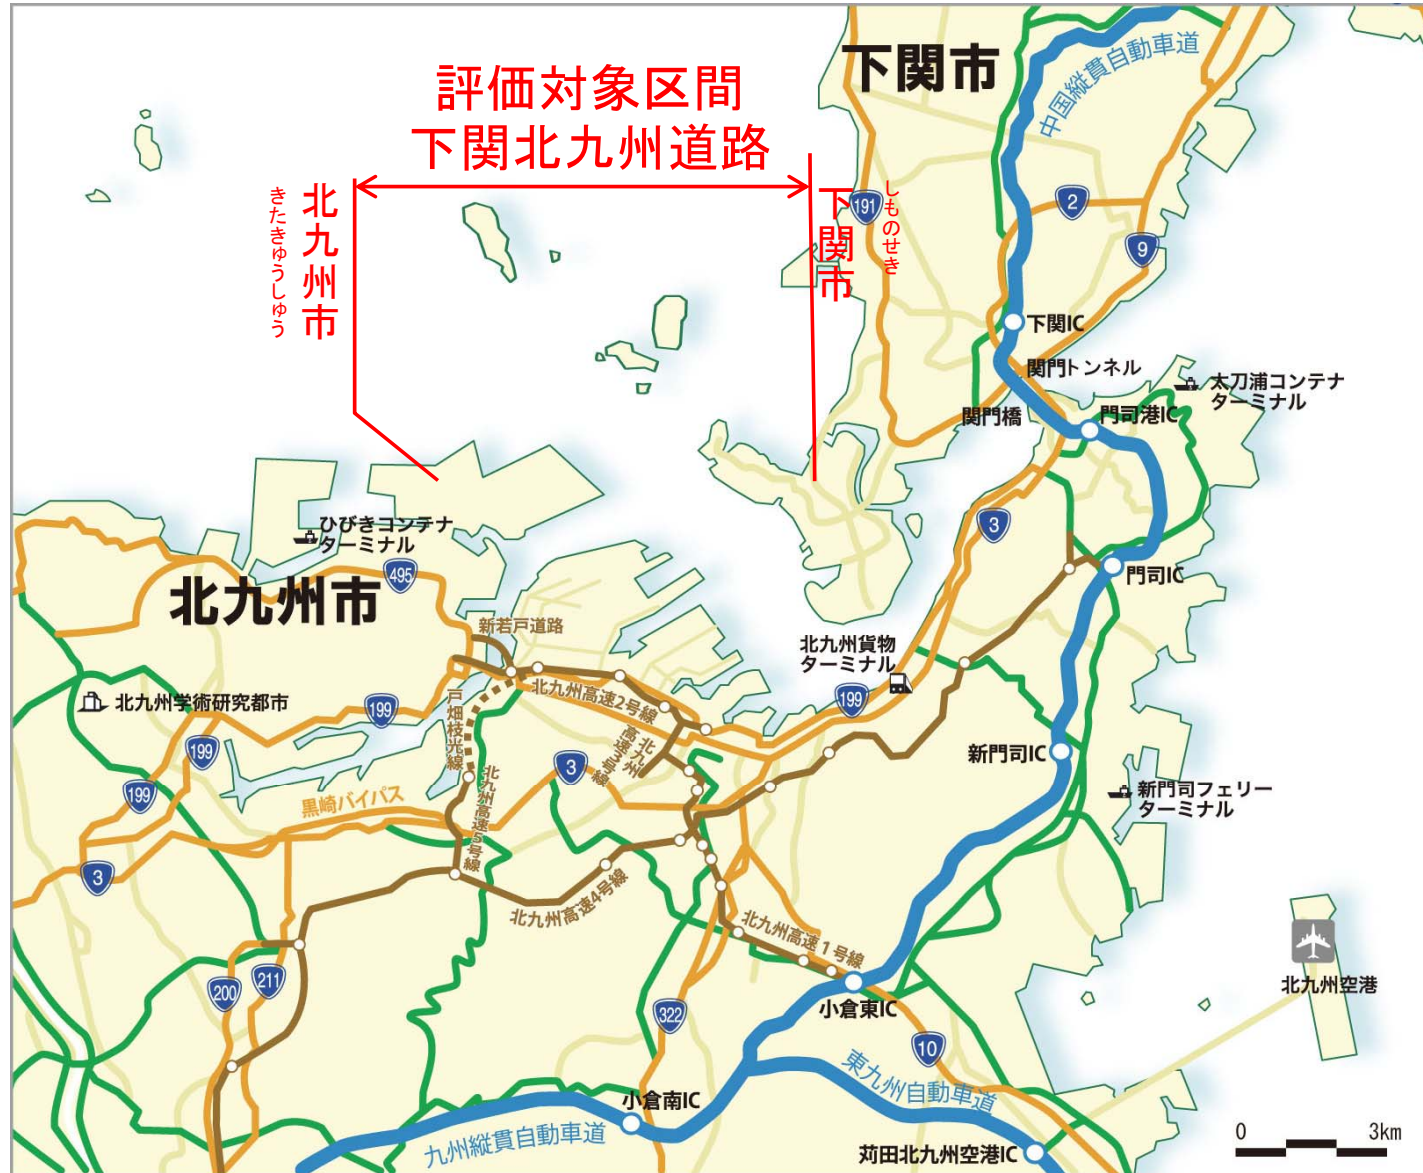 評価対象区間
下関北九州道路
下関市
中国縦貫自動車道
北九州市
きたきゅうしゅう
下関市
しものせき
191
2
9
下関IC
関門トンネル
太刀浦コンテナ
ターミナル
関門橋
門司港IC
3
ひびきコンテナ
ターミナル
495
門司IC
北九州市
新若戸道路
北九州貨物
ターミナル
北九州学術研究都市
199
戸畑枝光線
北九州高速2号線
199
199
北九州
高速3号線
新門司IC
3
199
黒崎バイパス
北九州高速5号線
新門司フェリー
ターミナル
3
北九州高速4号線
北九州高速1号線
200
211
322
小倉東IC
北九州空港
10
東九州自動車道
小倉南IC
九州縦貫自動車道
苅田北九州空港IC
0 3km